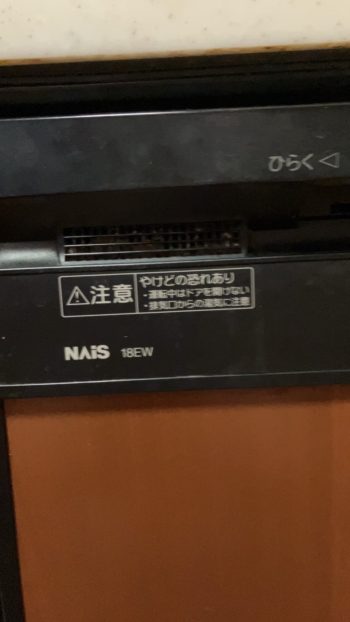 ひらく◁
⚠注意
やけどの恐れあり
・運転中はドアを開けない
・排気口からの蒸気に注意
NAiS 18EW